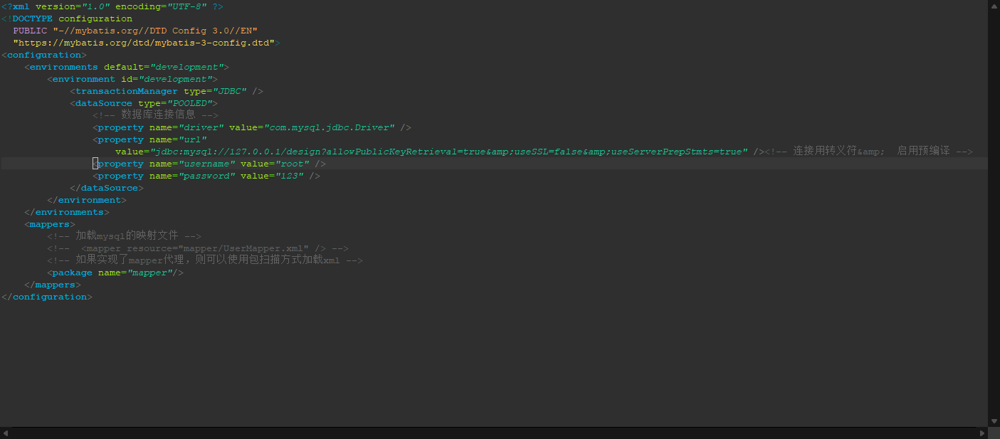 <?xml version="1.0" encoding="UTF-8" ?>
<!DOCTYPE configuration
  PUBLIC "-//mybatis.org//DTD Config 3.0//EN"
  "https://mybatis.org/dtd/mybatis-3-config.dtd">
<configuration>
    <environments default="development">
        <environment id="development">
            <transactionManager type="JDBC" />
            <dataSource type="POOLED">
                <!-- 数据库连接信息 -->
                <property name="driver" value="com.mysql.jdbc.Driver" />
                <property name="url"
                    value="jdbc:mysql://127.0.0.1/design?allowPublicKeyRetrieval=true&amp;useSSL=false&amp;useServerPrepStmts=true" /><!-- 连接用转义符&amp;  启用预编译 -->
                <property name="username" value="root" />
                <property name="password" value="123" />
            </dataSource>
        </environment>
    </environments>
    <mappers>
        <!-- 加载mysql的映射文件 -->
        <!--  <mapper resource="mapper/UserMapper.xml" /> -->
        <!-- 如果实现了mapper代理，则可以使用包扫描方式加载xml -->
        <package name="mapper"/>
    </mappers>
</configuration>